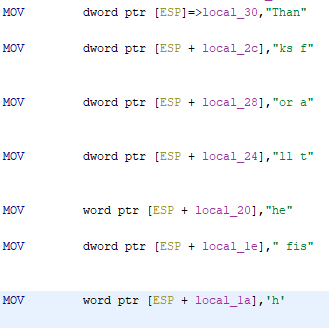 MOV dword ptr [ESP]=>local_30,"Than"
MOV dword ptr [ESP + local_2c],"ks f"
MOV dword ptr [ESP + local_28],"or a"
MOV dword ptr [ESP + local_24],"ll t"
MOV word ptr [ESP + local_20],"he"
MOV dword ptr [ESP + local_1e]," fis"
MOV word ptr [ESP + local_1a],'h'